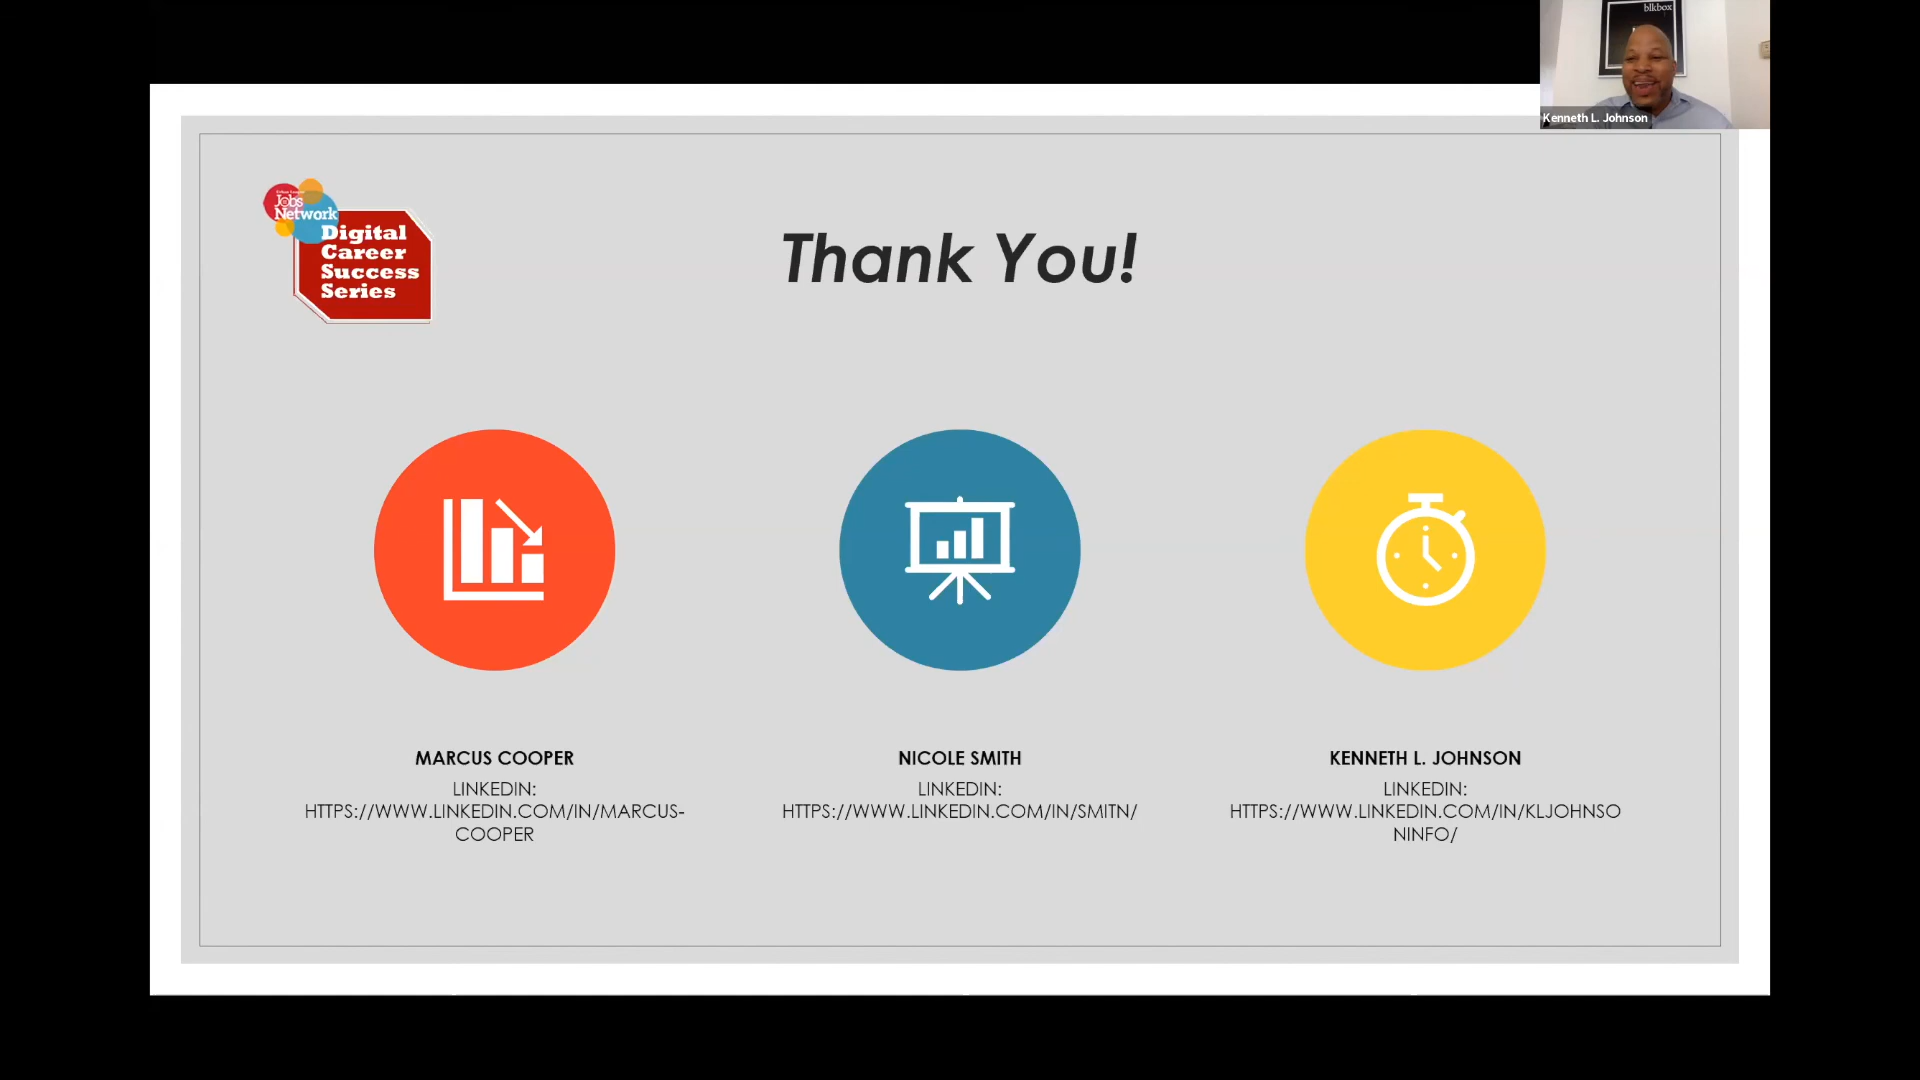 blkbox
Kenneth L. Johnson
Jobs
Network
Digital
Career
Success
Series
Thank You!
MARCUS COOPER
LINKEDIN:
HTTPS://WWW.LINKEDIN.COM/IN/MARCUS-
COOPER
NICOLE SMITH
LINKEDIN:
HTTPS://WWW.LINKEDIN.COM/IN/SMITN/
KENNETH L. JOHNSON
LINKEDIN:
HTTPS://WWW.LINKEDIN.COM/IN/KLJOHNSO
NINFO/